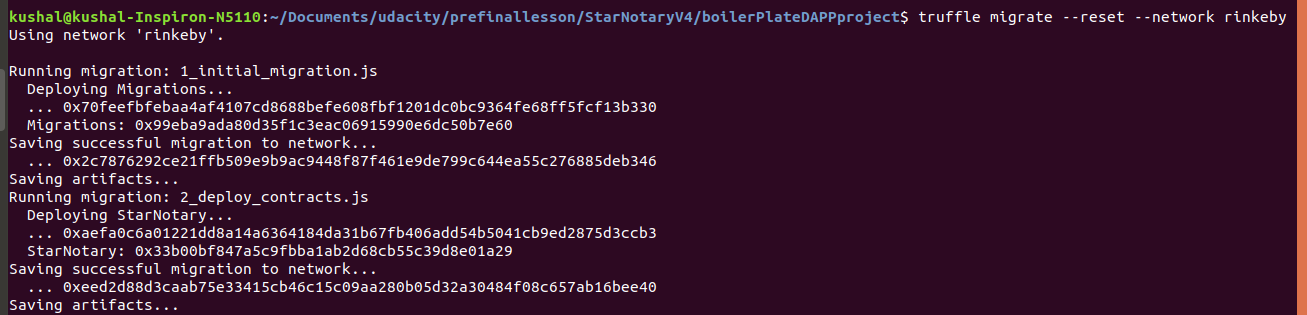 kushal@kushal-Inspiron-N5110:~/Documents/udacity/prefinallesson/StarNotaryV4/boilerPlateDAPPproject$ truffle migrate --reset --network rinkeby
Using network 'rinkeby'.
Running migration: 1_initial_migration.js
Deploying Migrations...
... 0x70feefbfebaa4af4107cd8688befe608fbf1201dc0bc9364fe68ff5fcf13b330
Migrations: 0x99eba9ada80d35f1c3eac06915990e6dc50b7e60
Saving successful migration to network...
... 0x2c7876292ce21ffb509e9b9ac9448f87f461e9de799c644ea55c276885deb346
Saving artifacts...
Running migration: 2_deploy_contracts.js
Deploying StarNotary...
... 0xaefa0c6a01221dd8a14a6364184da31b67fb406add54b5041cb9ed2875d3ccb3
StarNotary: 0x33b00bf847a5c9fbba1ab2d68cb55c39d8e01a29
Saving successful migration to network...
... 0xeed2d88d3caab75e33415cb46c15c09aa280b05d32a30484f08c657ab16bee40
Saving artifacts...